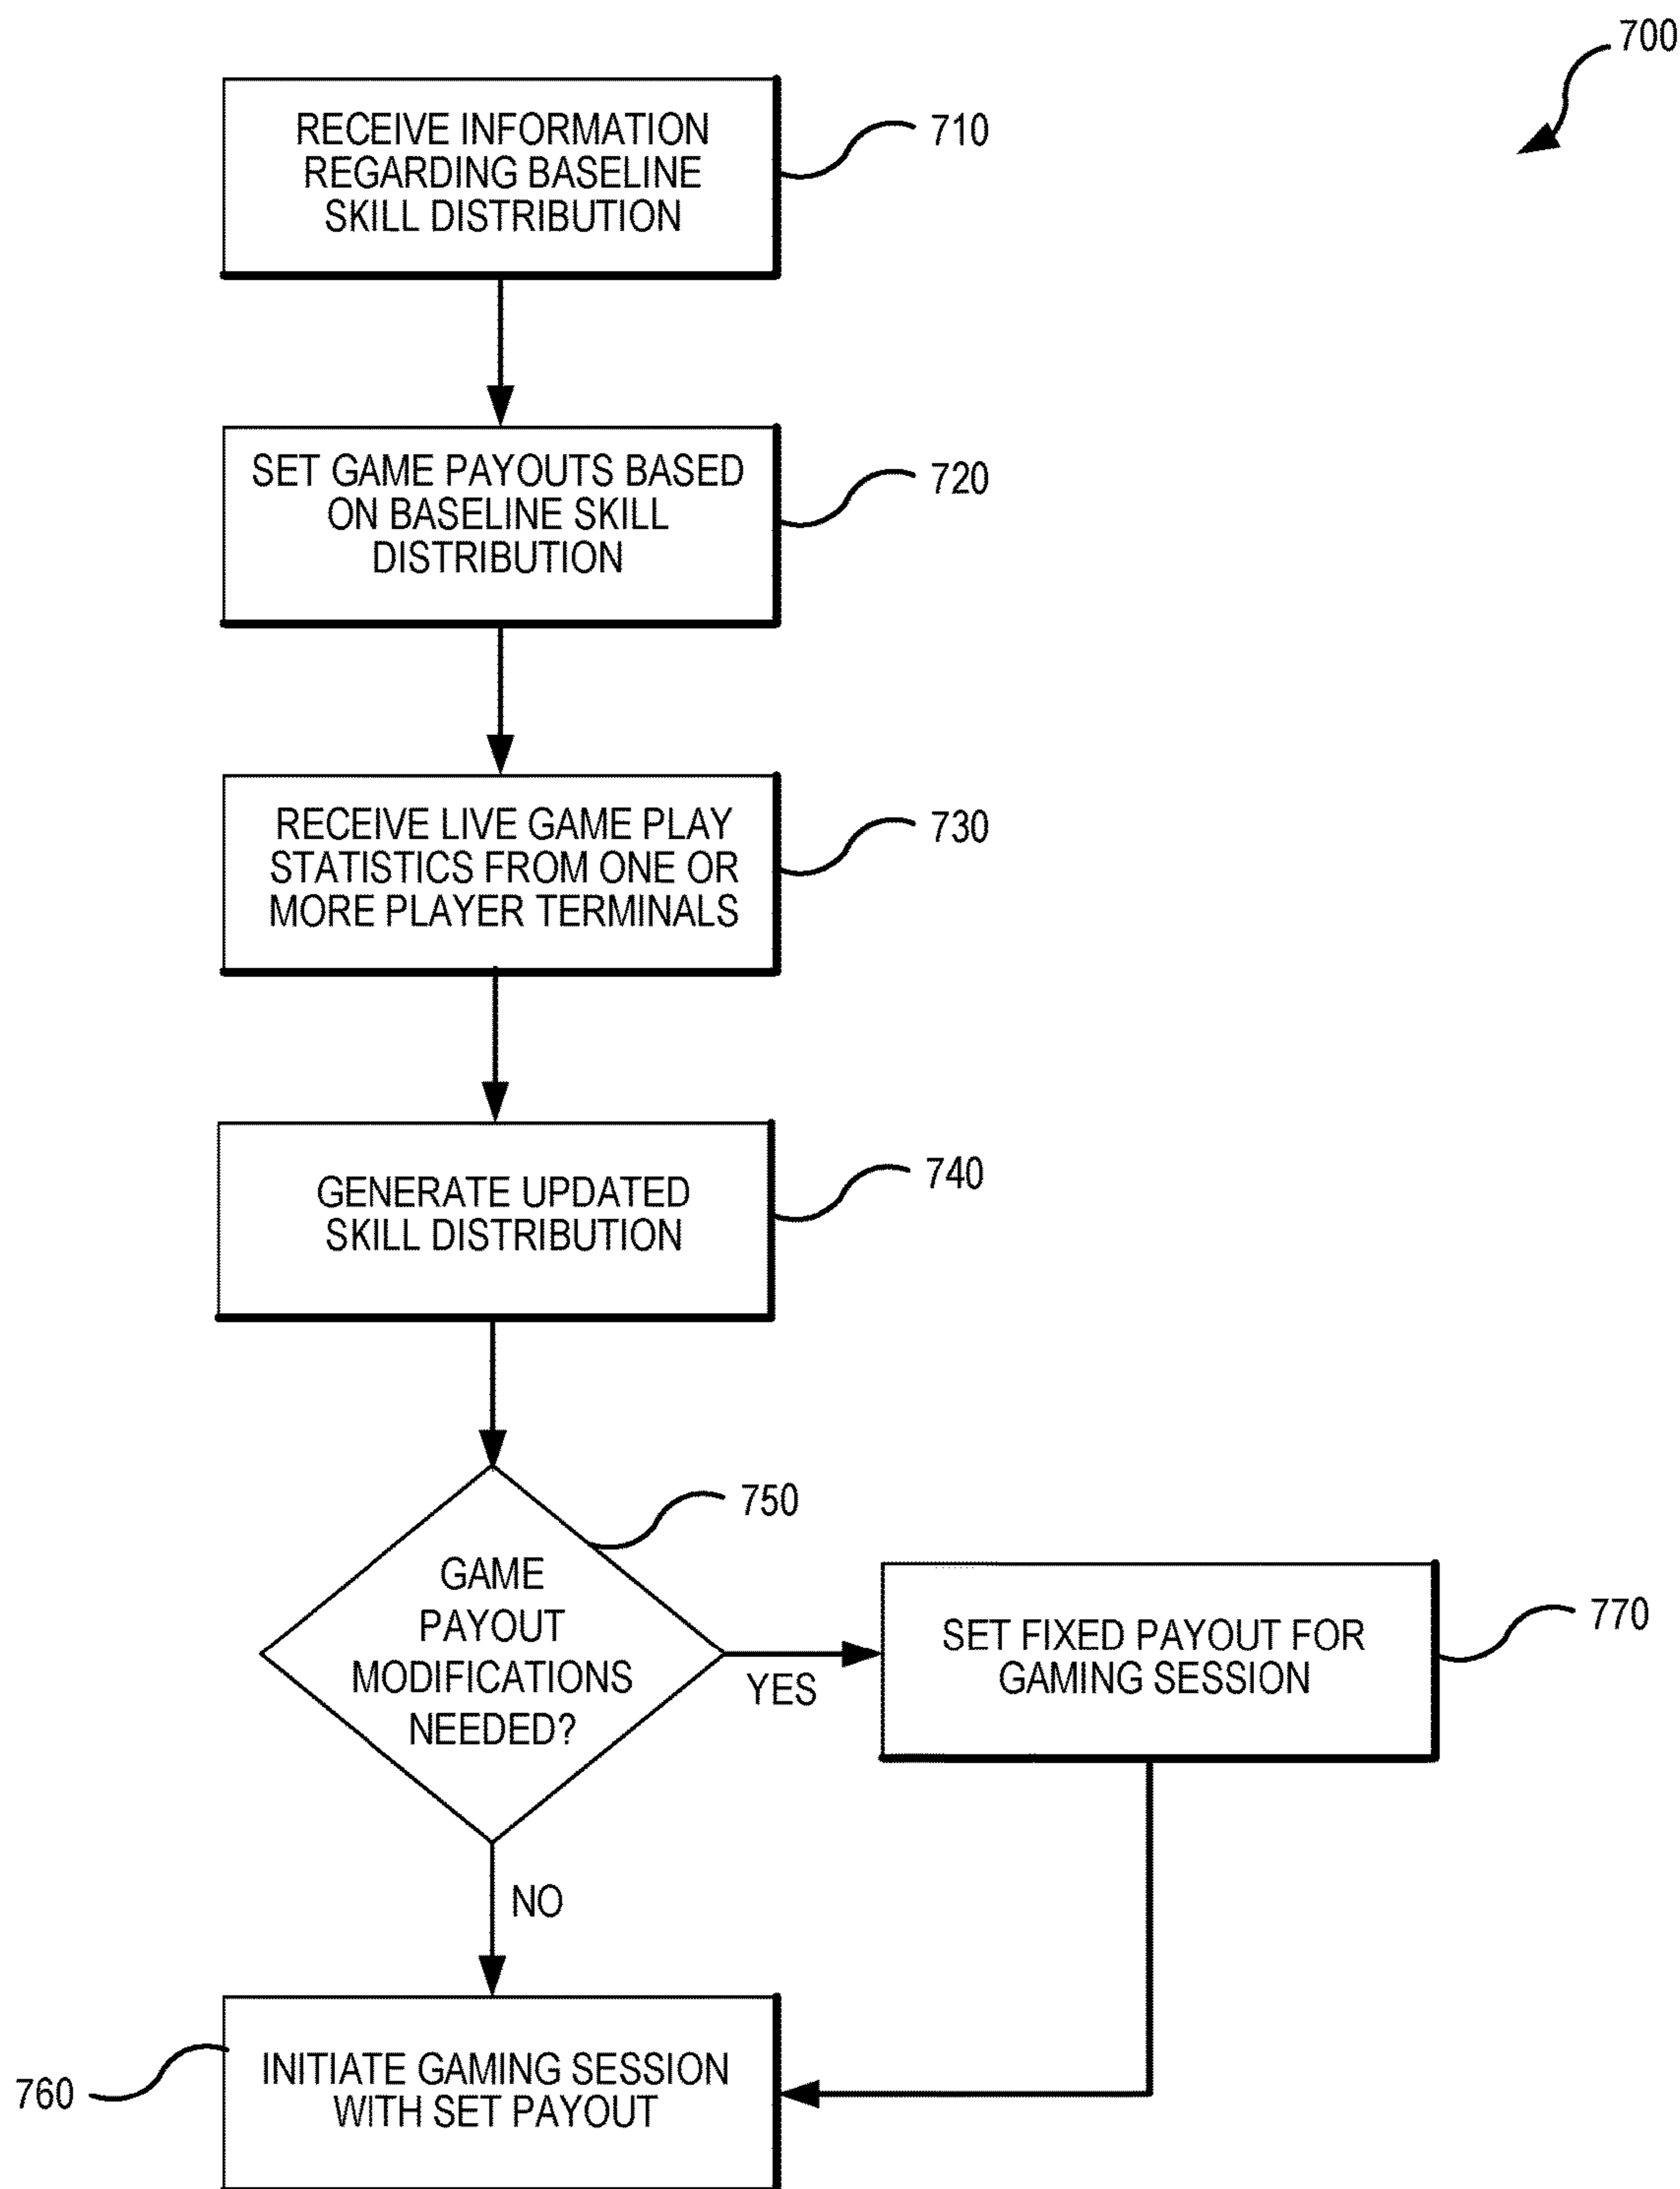 700
RECEIVE INFORMATION
REGARDING BASELINE
SKILL DISTRIBUTION
710
SET GAME PAYOUTS BASED
ON BASELINE SKILL
DISTRIBUTION
720
RECEIVE LIVE GAME PLAY
STATISTICS FROM ONE OR
MORE PLAYER TERMINALS
730
GENERATE UPDATED
SKILL DISTRIBUTION
740
GAME
PAYOUT
MODIFICATIONS
NEEDED?
750
YES
SET FIXED PAYOUT FOR
GAMING SESSION
770
NO
INITIATE GAMING SESSION
WITH SET PAYOUT
760